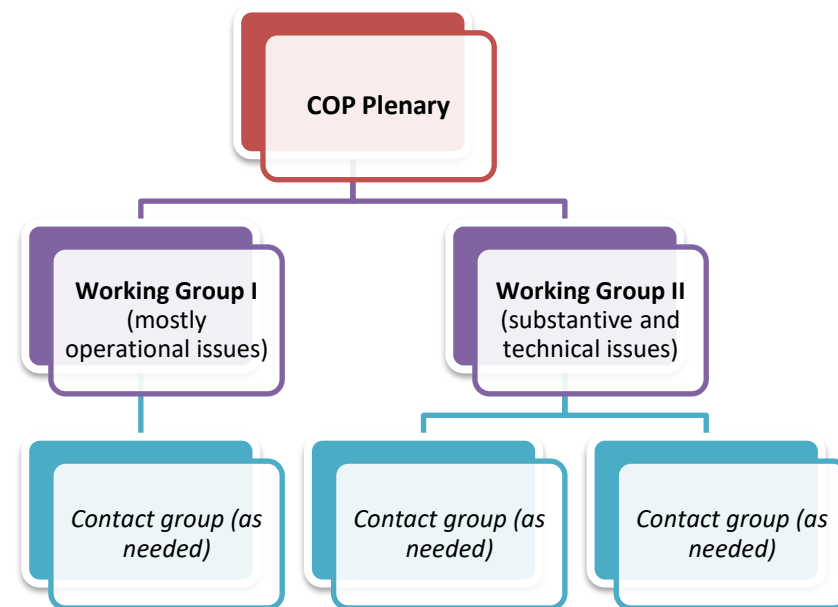 COP Plenary
Working Group I
(mostly
operational issues)
Working Group II
(substantive and
technical issues)
Contact group (as
needed)
Contact group (as
needed)
Contact group (as
needed)